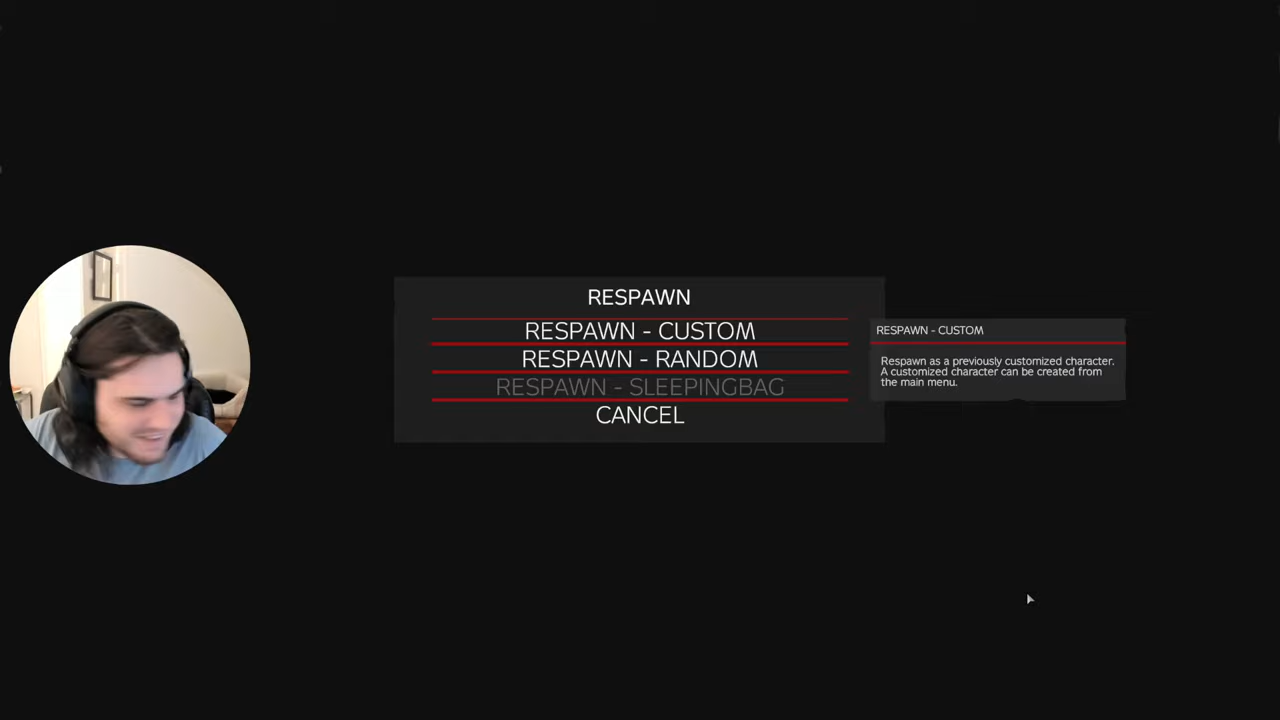 RESPAWN
RESPAWN - CUSTOM
RESPAWN - RANDOM
RESPAWN - SLEEPINGBAG
CANCEL
RESPAWN - CUSTOM
Respawn as a previously customized character.
A customized character can be created from
the main menu.